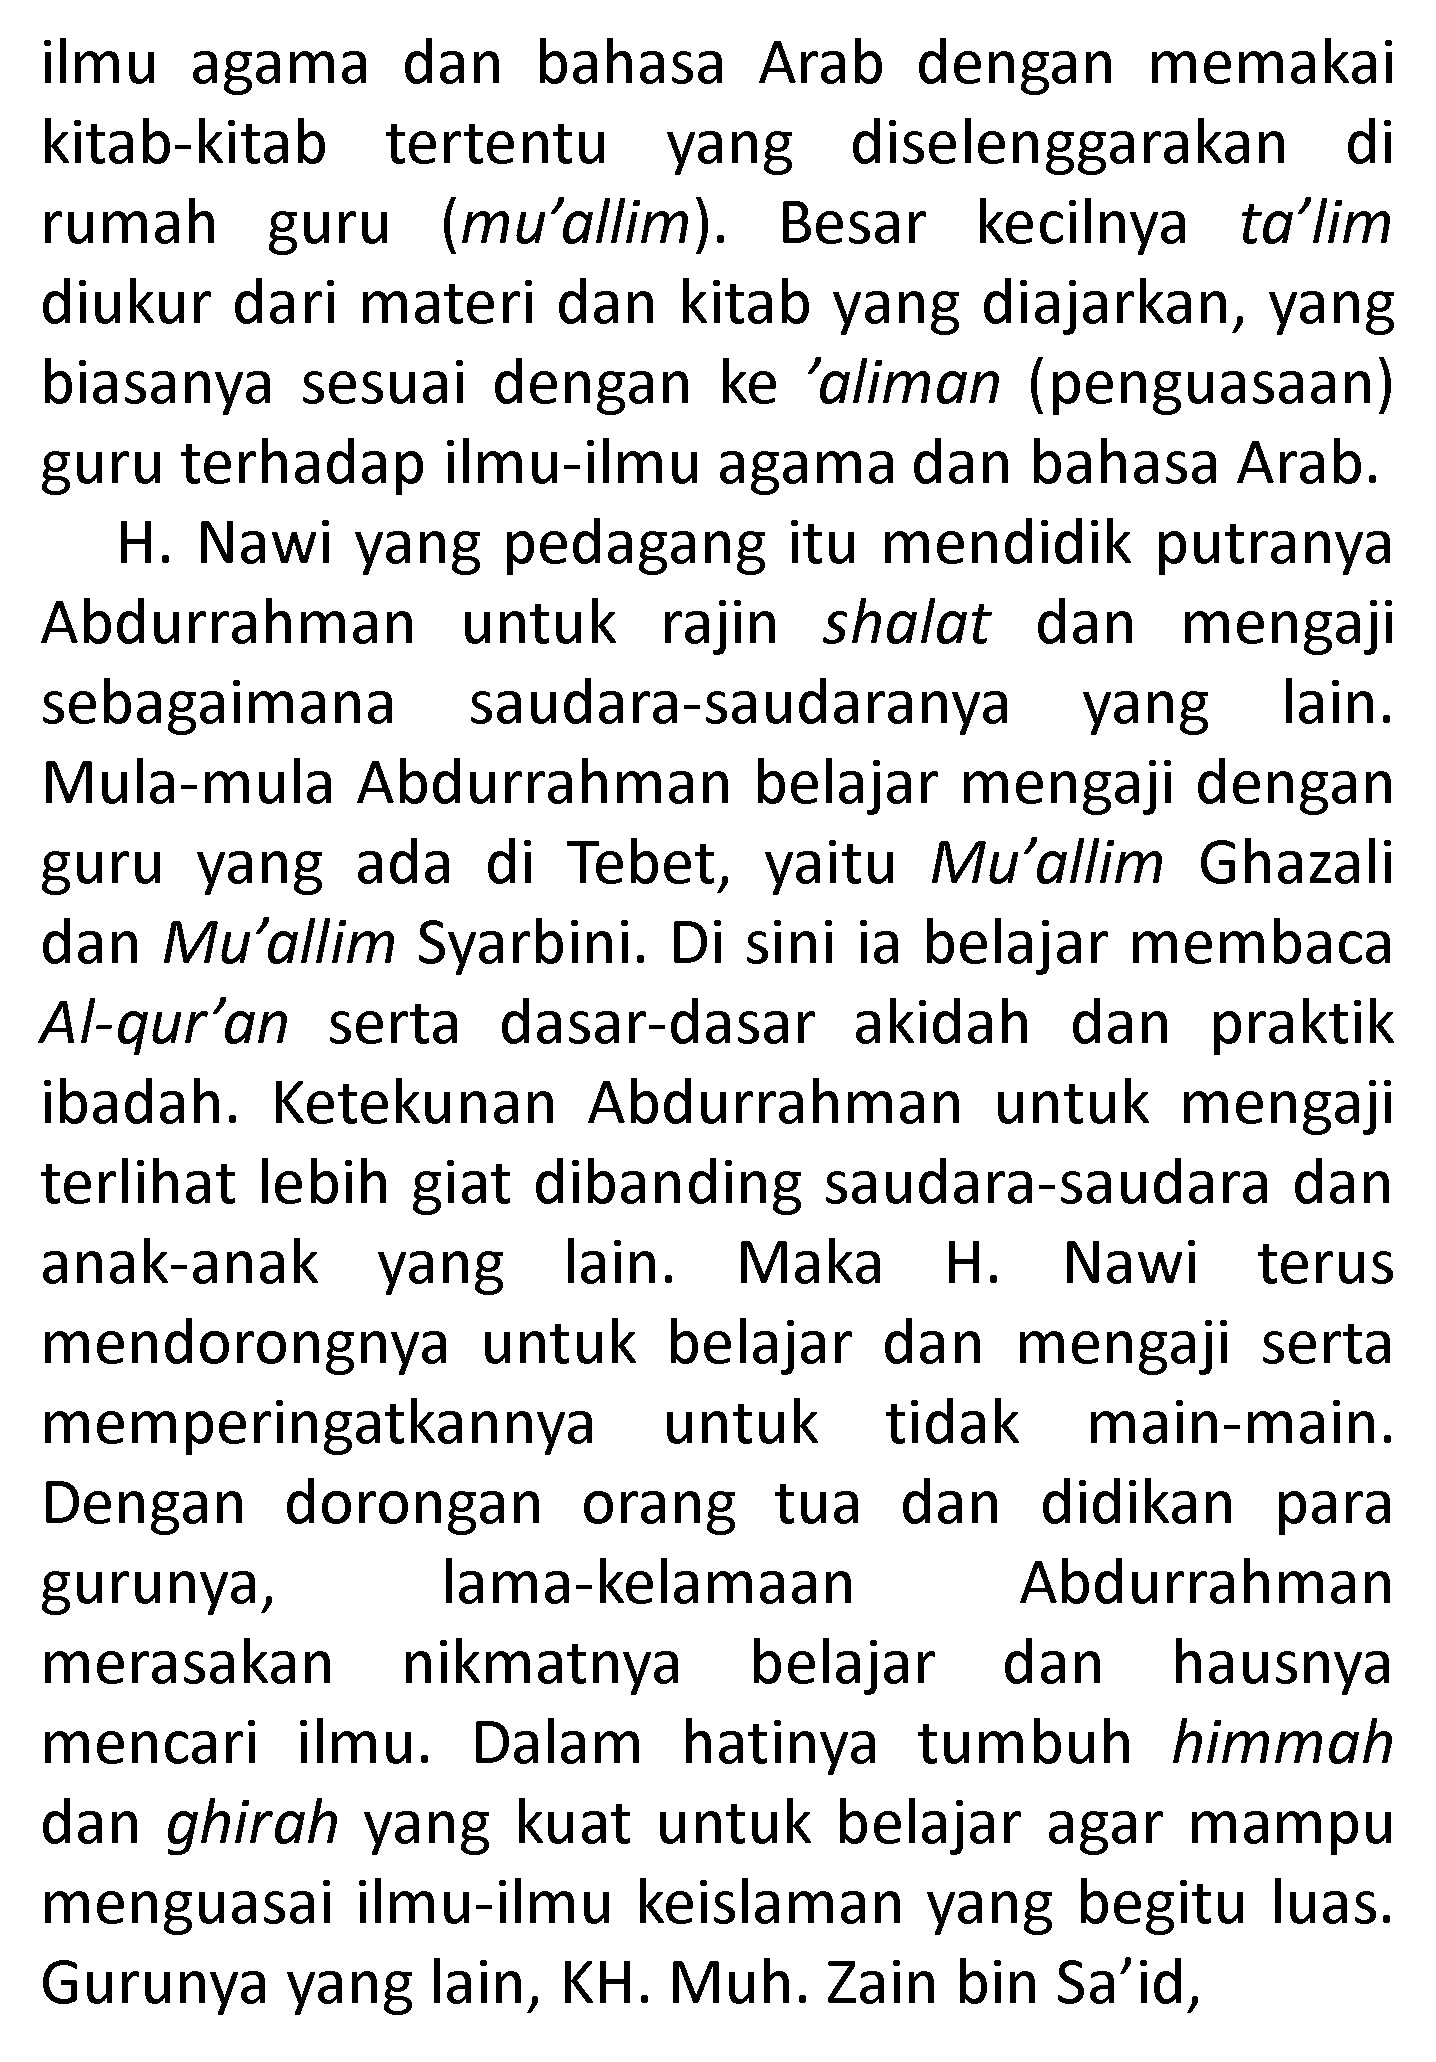 ilmu agama dan bahasa Arab dengan memakai
kitab-kitab tertentu yang diselenggarakan di
rumah guru (mu’allim). Besar kecilnya ta’lim
diukur dari materi dan kitab yang diajarkan, yang
biasanya sesuai dengan ke ’aliman (penguasaan)
guru terhadap ilmu-ilmu agama dan bahasa Arab.
H. Nawi yang pedagang itu mendidik putranya
Abdurrahman untuk rajin shalat dan mengaji
sebagaimana saudara-saudaranya yang lain.
Mula-mula Abdurrahman belajar mengaji dengan
guru yang ada di Tebet, yaitu Mu’allim Ghazali
dan Mu’allim Syarbini. Di sini ia belajar membaca
Al-qur’an serta dasar-dasar akidah dan praktik
ibadah. Ketekunan Abdurrahman untuk mengaji
terlihat lebih giat dibanding saudara-saudara dan
anak-anak yang lain. Maka H. Nawi terus
mendorongnya untuk belajar dan mengaji serta
memperingatkannya untuk tidak main-main.
Dengan dorongan orang tua dan didikan para
gurunya, lama-kelamaan Abdurrahman
merasakan nikmatnya belajar dan hausnya
mencari ilmu. Dalam hatinya tumbuh himmah
dan ghirah yang kuat untuk belajar agar mampu
menguasai ilmu-ilmu keislaman yang begitu luas.
Gurunya yang lain, KH. Muh. Zain bin Sa’id,